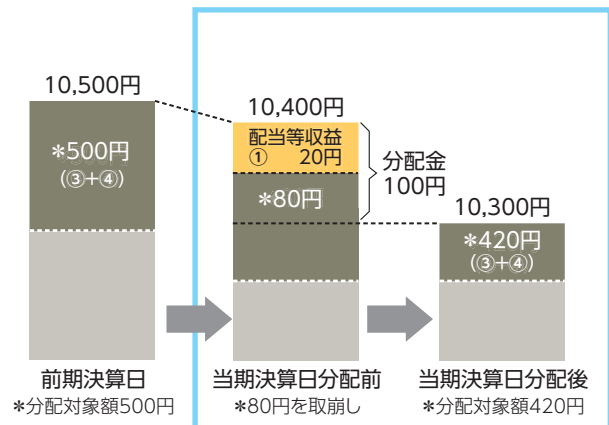 10,500円
*500円
(③+④)
前期決算日
*分配対象額500円
10,400円
配当等収益
① 20円
*80円
分配金
100円
当期決算日分配前
*80円を取崩し
10,300円
*420円
(③+④)
当期決算日分配後
*分配対象額420円